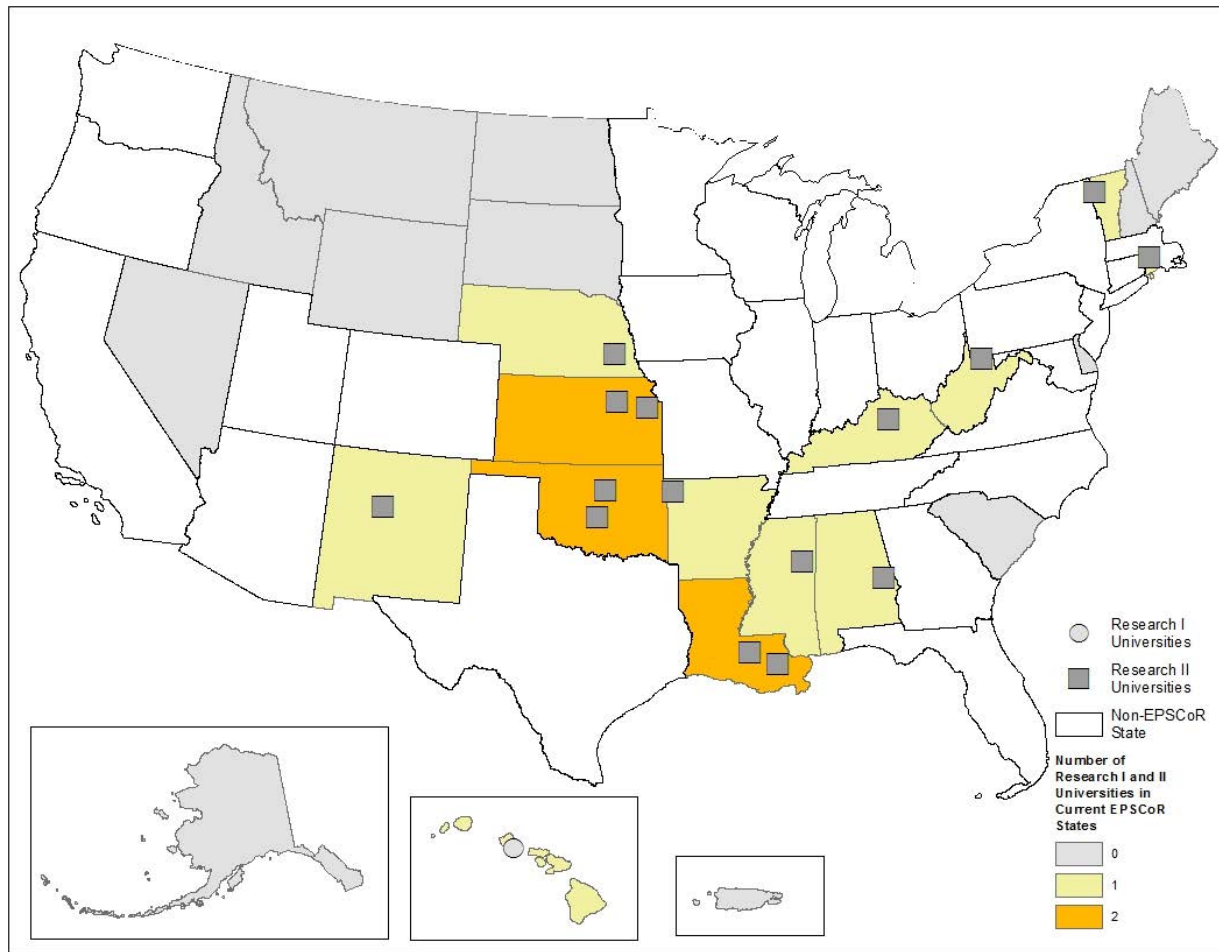 Research I
Universities
Research II
Universities
Non-EPSCoR
State
Number of
Research I and II
Universities in
Current EPSCoR
States
0
1
2